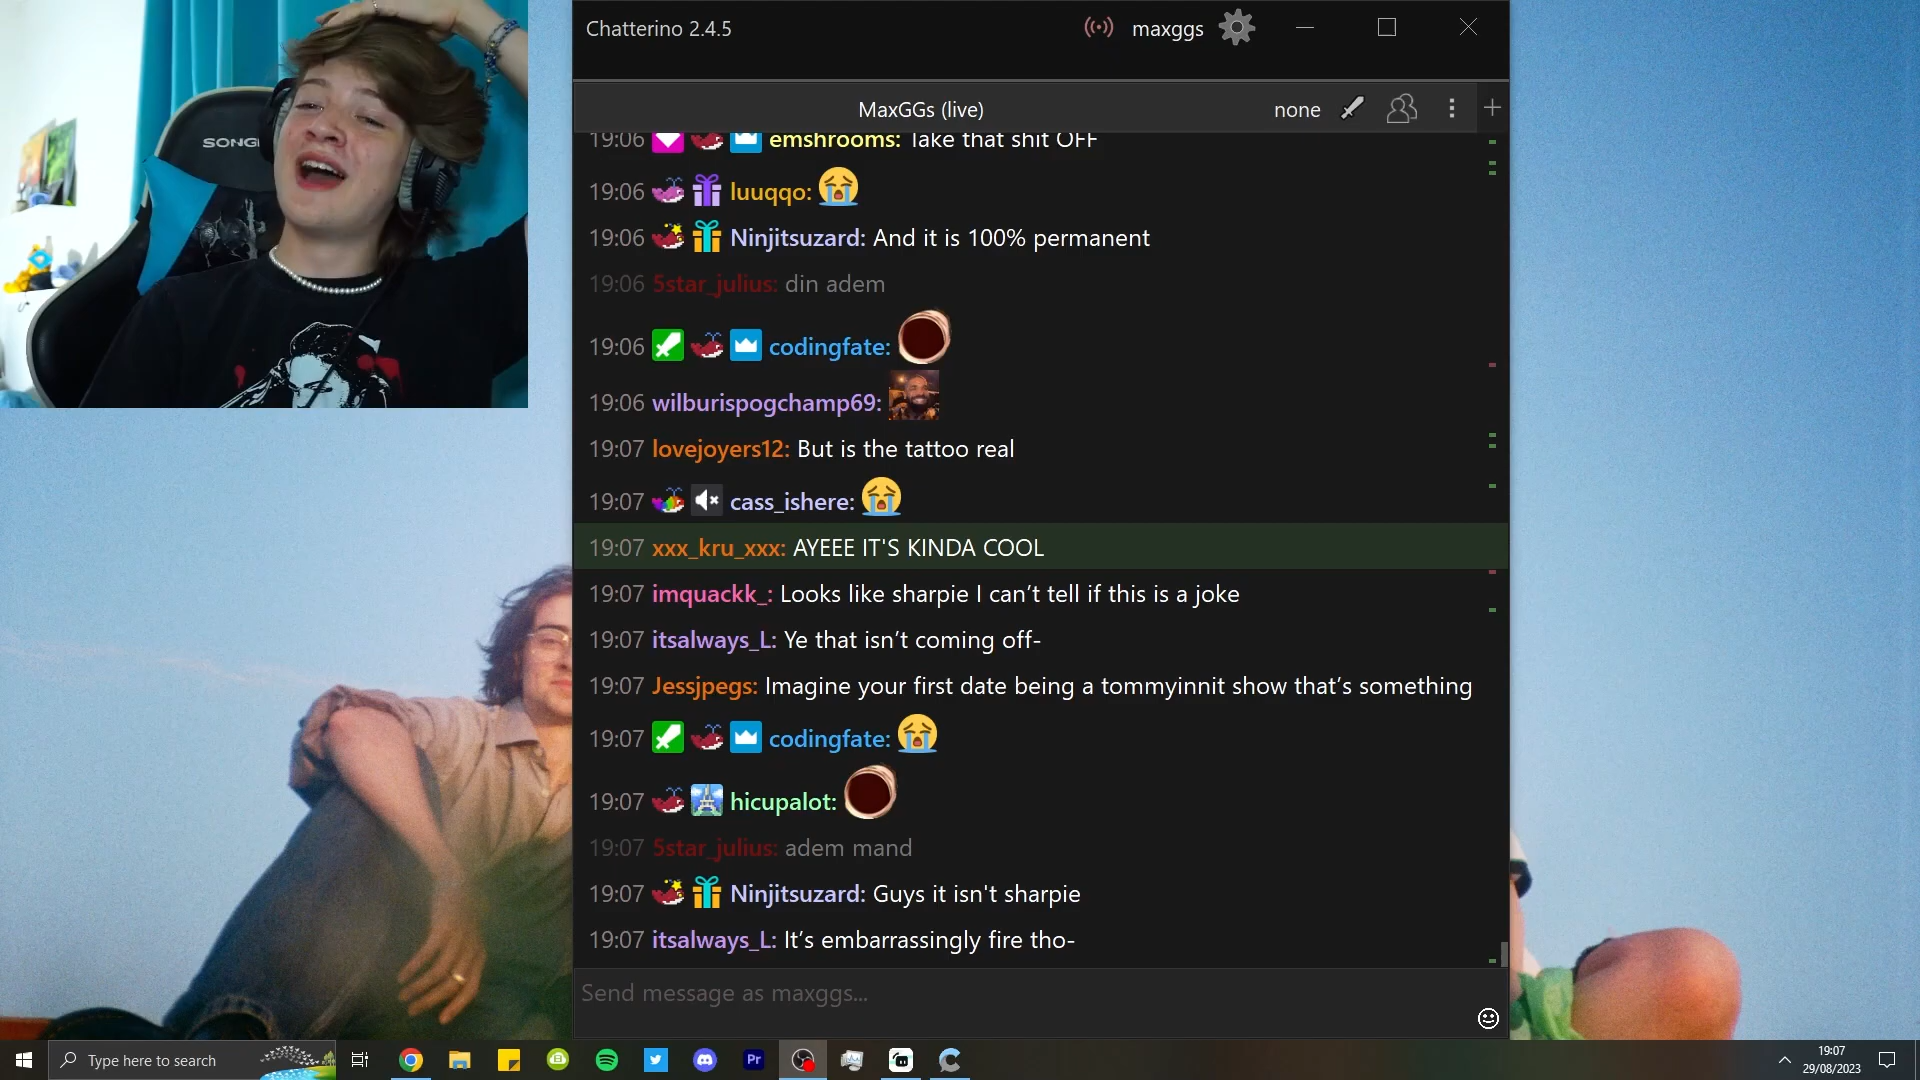 SONG
Chatterino 2.4.5
maxggs
MaxGGs (live)
none
19:06 emshrooms: Take that shit OFF
19:06 luuqqo:
19:06 Ninjitsuzard: And it is 100% permanent
19:06 5star_julius: din adem
19:06 codingfate:
19:06 wilburispogchamp69:
19:07 lovejoyers12: But is the tattoo real
19:07 cass_ishere:
19:07 xxx_kru_xxx: AYEEE IT'S KINDA COOL
19:07 imquackk_: Looks like sharpie I can’t tell if this is a joke
19:07 itsalways_L: Ye that isn’t coming off-
19:07 Jessjpegs: Imagine your first date being a tommyinnit show that’s something
19:07 codingfate:
19:07 hicupalot:
19:07 5star_julius: adem mand
19:07 Ninjitsuzard: Guys it isn't sharpie
19:07 itsalways_L: It’s embarrassingly fire tho-
Send message as maxggs...
Type here to search
Pr
19:07
29/08/2023